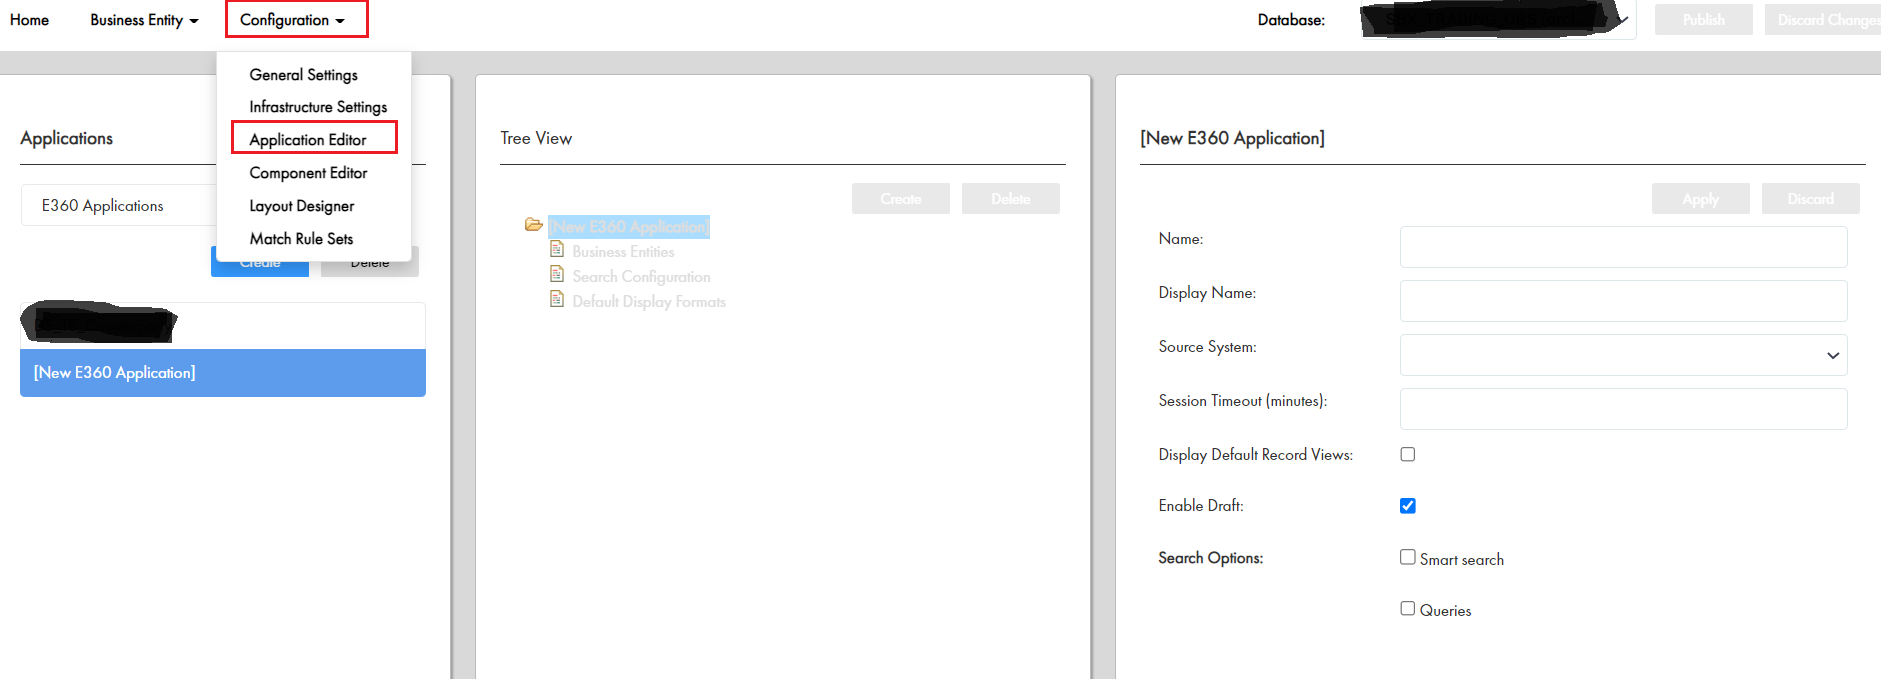 Home Business Entity Configuration Database: Publish Discard Changes
General Settings
Infrastructure Settings
Application Editor
Component Editor
Layout Designer
Match Rule Sets
Applications
E360 Applications
Create Delete
[New E360 Application]
Tree View
Create Delete
[New E360 Application]
Business Entities
Search Configuration
Default Display Formats
[New E360 Application]
Apply Discard
Name:
Display Name:
Source System:
Session Timeout (minutes):
Display Default Record Views:
Enable Draft:
Search Options: Smart search
Queries